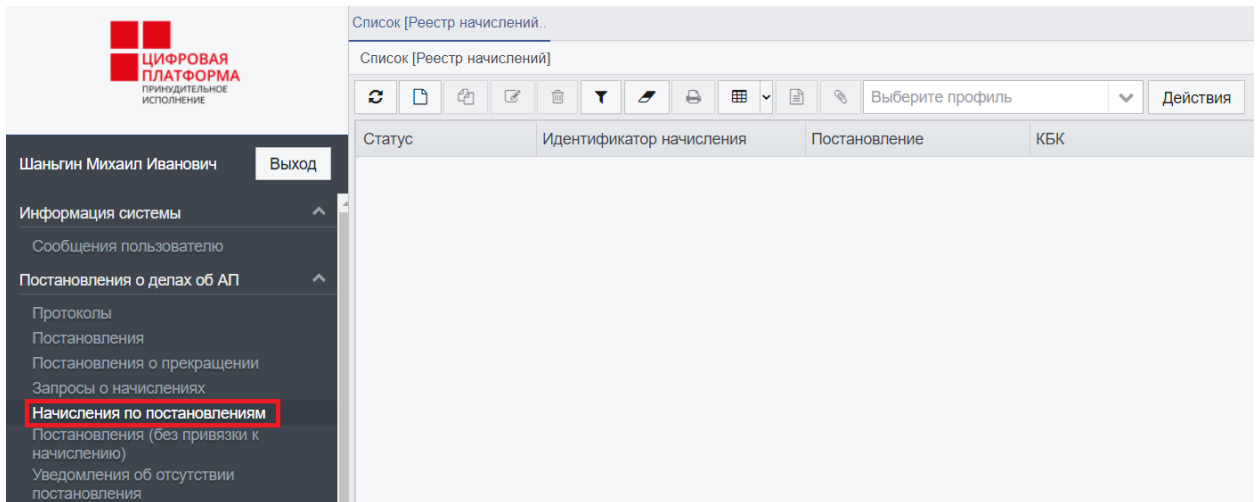 ЦИФРОВАЯ
ПЛАТФОРМА
ПРИНУДИТЕЛЬНОЕ
ИСПОЛНЕНИЕ
Шаньгин Михаил Иванович Выход
Информация системы
Сообщения пользователю
Постановления о делах об АП
Протоколы
Постановления
Постановления о прекращении
Запросы о начислениях
Начисления по постановлениям
Постановления (без привязки к
начислению)
Уведомления об отсутствии
постановления
Список [Реестр начислений..
Список [Реестр начислений]
Выберите профиль Действия
Статус Идентификатор начисления Постановление КБК